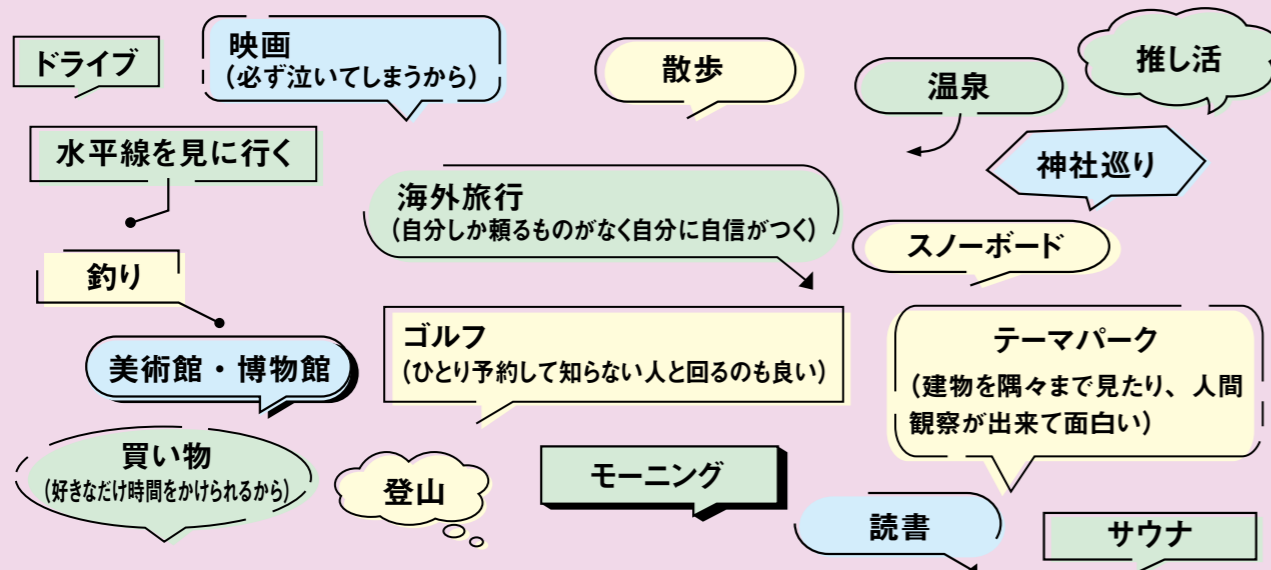 ドライブ
映画
(必ず泣いてしまうから)
散歩
温泉
推し活
水平線を見に行く
海外旅行
(自分しか頼るものがなく自分に自信がつく)
神社巡り
釣り
スノーボード
美術館・博物館
ゴルフ
(ひとり予約して知らない人と回るのも良い)
テーマパーク
(建物を隅々まで見たり、人間
観察が出来て面白い)
買い物
(好きなだけ時間をかけられるから)
登山
モーニング
読書
サウナ